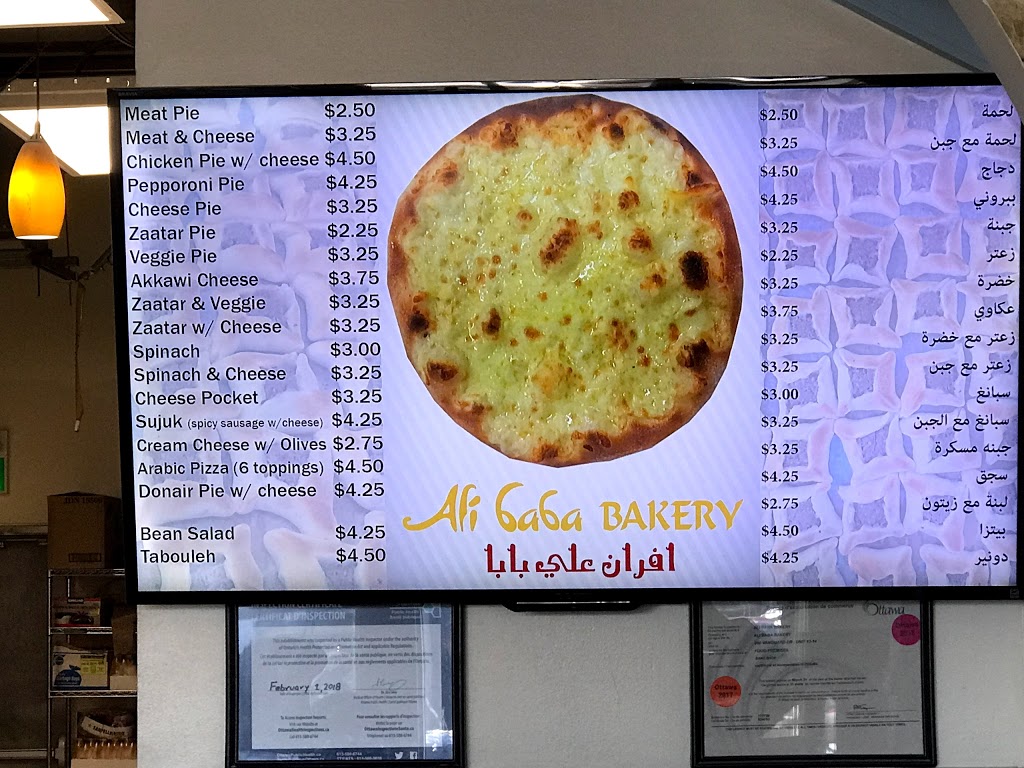 Meat Pie $2.50
Meat & Cheese $3.25
Chicken Pie w/ cheese $4.50
Pepporoni Pie $4.25
Cheese Pie $3.25
Zaatar Pie $2.25
Veggie Pie $3.25
Akkawi Cheese $3.75
Zaatar & Veggie $3.25
Zaatar w/ Cheese $3.25
Spinach $3.00
Spinach & Cheese $3.25
Cheese Pocket $3.25
Sujuk (spicy sausage w/cheese) $4.25
Cream Cheese w/ Olives $2.75
Arabic Pizza (6 toppings) $4.50
Donair Pie w/ cheese $4.25
Bean Salad $4.25
Tabouleh $4.50
Ali baba BAKERY
افران علي بابا
لحمة $2.50
لحمة مع جبن $3.25
دجاج $4.50
ببروني $4.25
جبنة $3.25
زعتر $2.25
خضرة $3.25
عكاوي $3.75
زعتر مع خضرة $3.25
زعتر مع جبن $3.25
سبانغ $3.00
سبانغ مع الجبن $3.25
جبنه مسكرة $3.25
سجق $4.25
لبنة مع زيتون $2.75
بيتزا $4.50
دونير $4.25
CERTIFICAT D'INSPECTION
February 1, 2018
Ottawa
Ottawa
2017